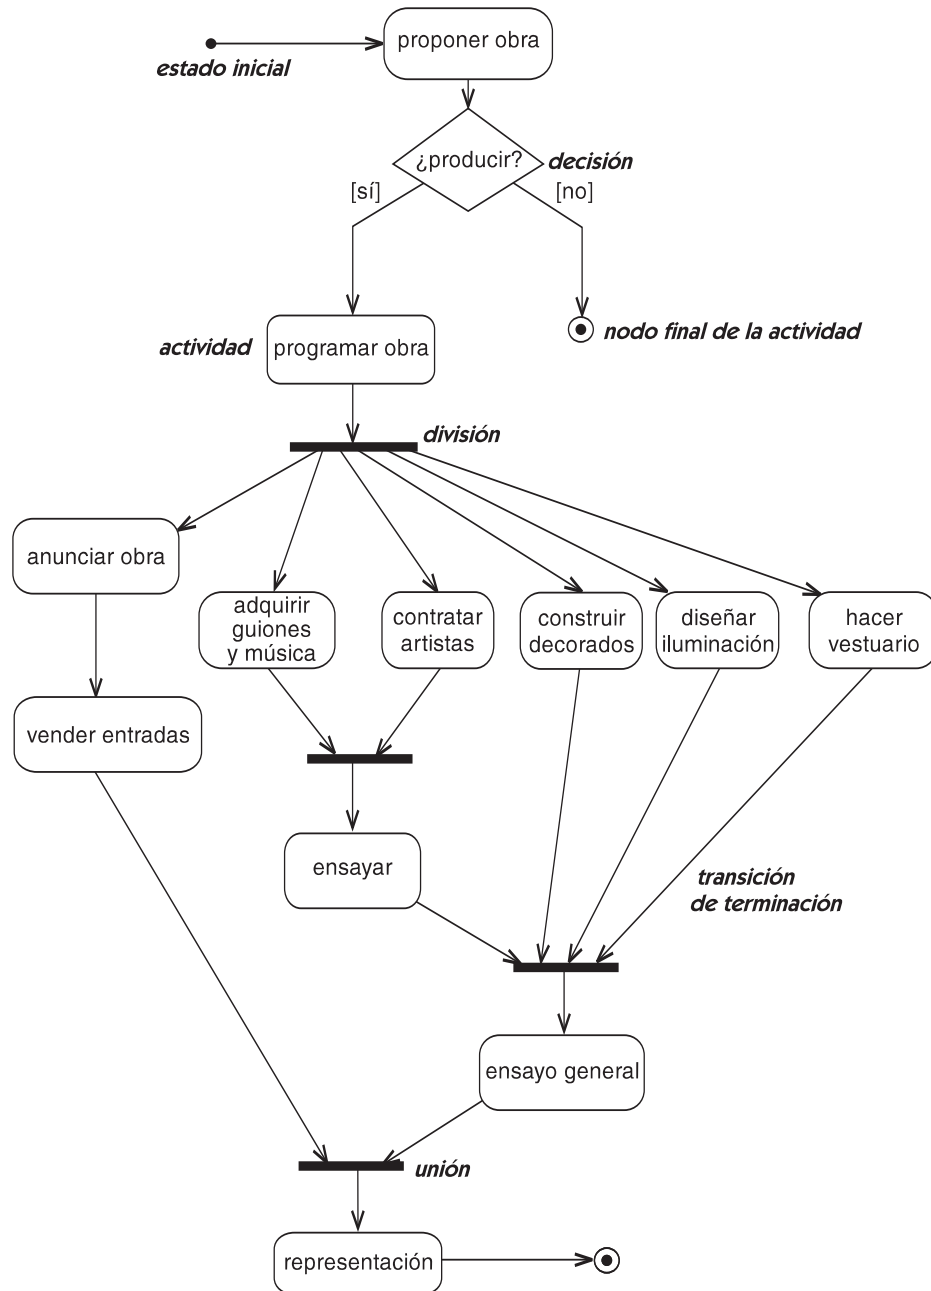 proponer obra
estado inicial
¿producir?
decisión
[sí]
[no]
actividad
programar obra
nodo final de la actividad
división
anunciar obra
adquirir
guiones
y música
contratar
artistas
construir
decorados
diseñar
iluminación
hacer
vestuario
vender entradas
ensayar
transición
de terminación
ensayo general
unión
representación